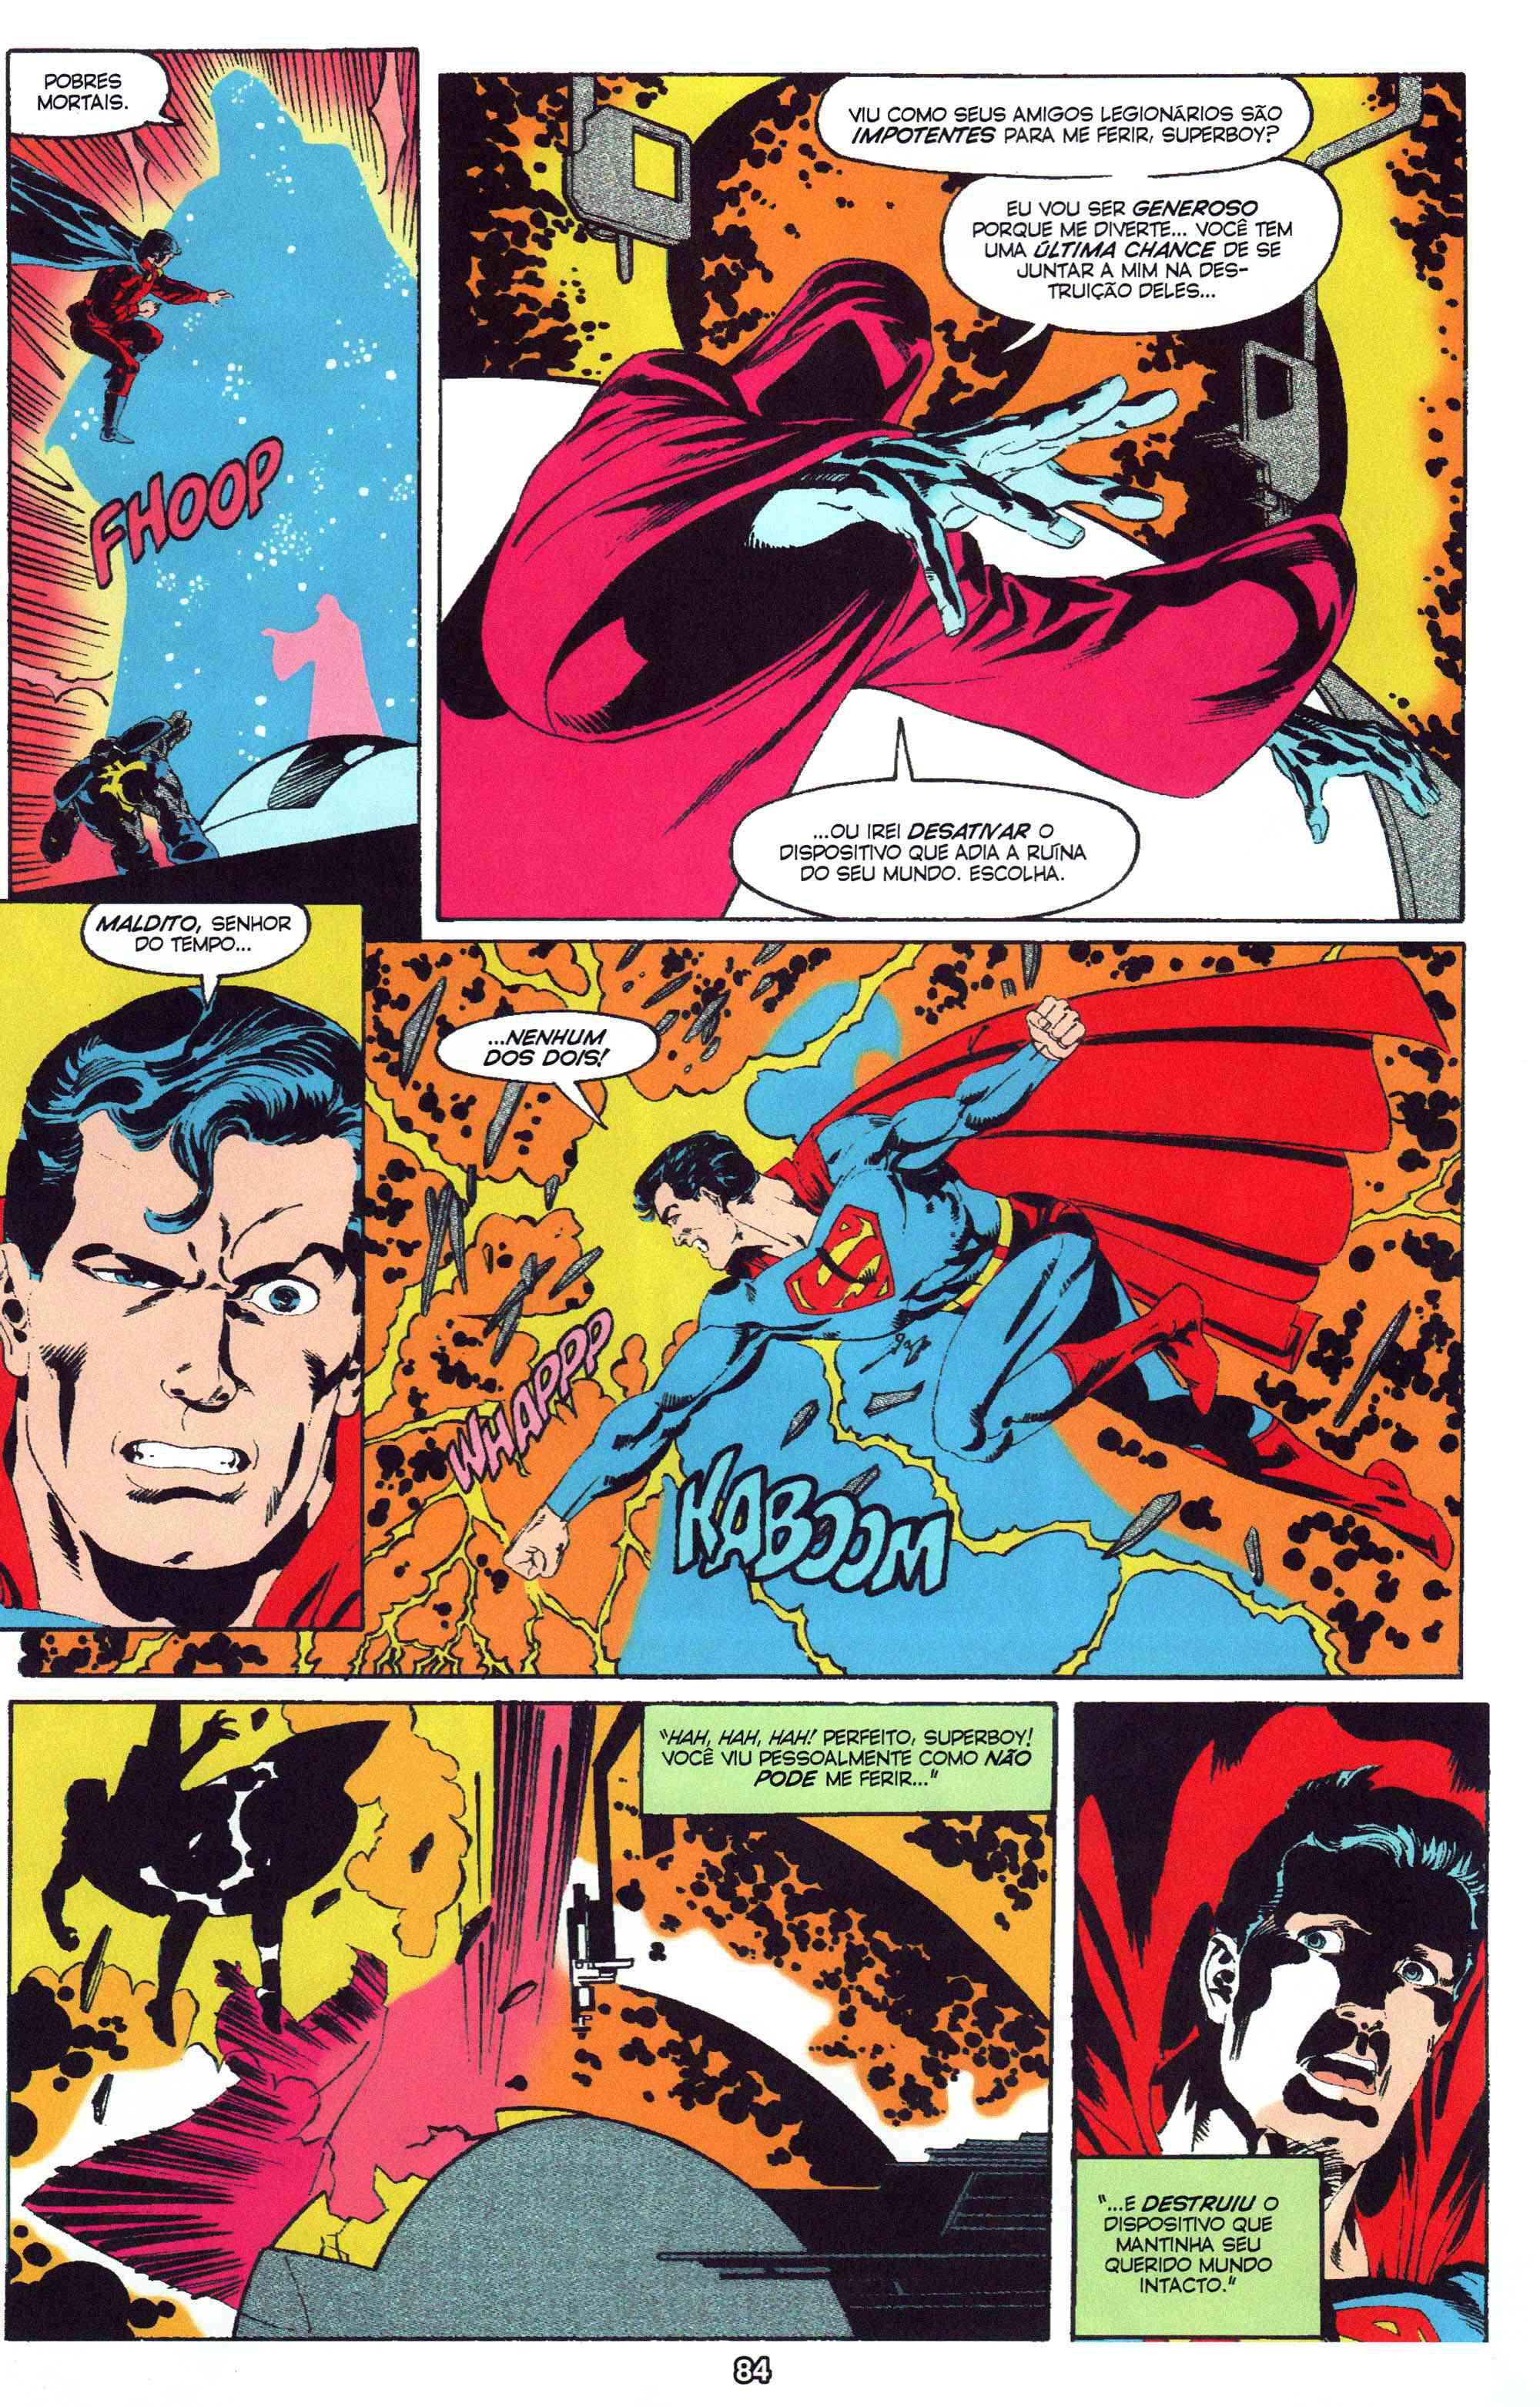 POBRES
MORTAIS.
FHOOP
VIU COMO SEUS AMIGOS LEGIONÁRIOS SÃO
IMPOTENTES PARA ME FERIR, SUPERBOY?
EU VOU SER GENEROSO
PORQUE ME DIVERTE... VOCÊ TEM
UMA ÚLTIMA CHANCE DE SE
JUNTAR A MIM NA DES-
TRUIÇÃO DELES...
...OU IREI DESATIVAR O
DISPOSITIVO QUE ADIA A RUÍNA
DO SEU MUNDO. ESCOLHA.
MALDITO, SENHOR
DO TEMPO...
...NENHUM
DOS DOIS!
WHAPPP
KABOOM
"HAH, HAH, HAH! PERFEITO, SUPERBOY!
VOCÊ VIU PESSOALMENTE COMO NÃO
PODE ME FERIR..."
"...E DESTRUIU O
DISPOSITIVO QUE
MANTINHA SEU
QUERIDO MUNDO
INTACTO."
84